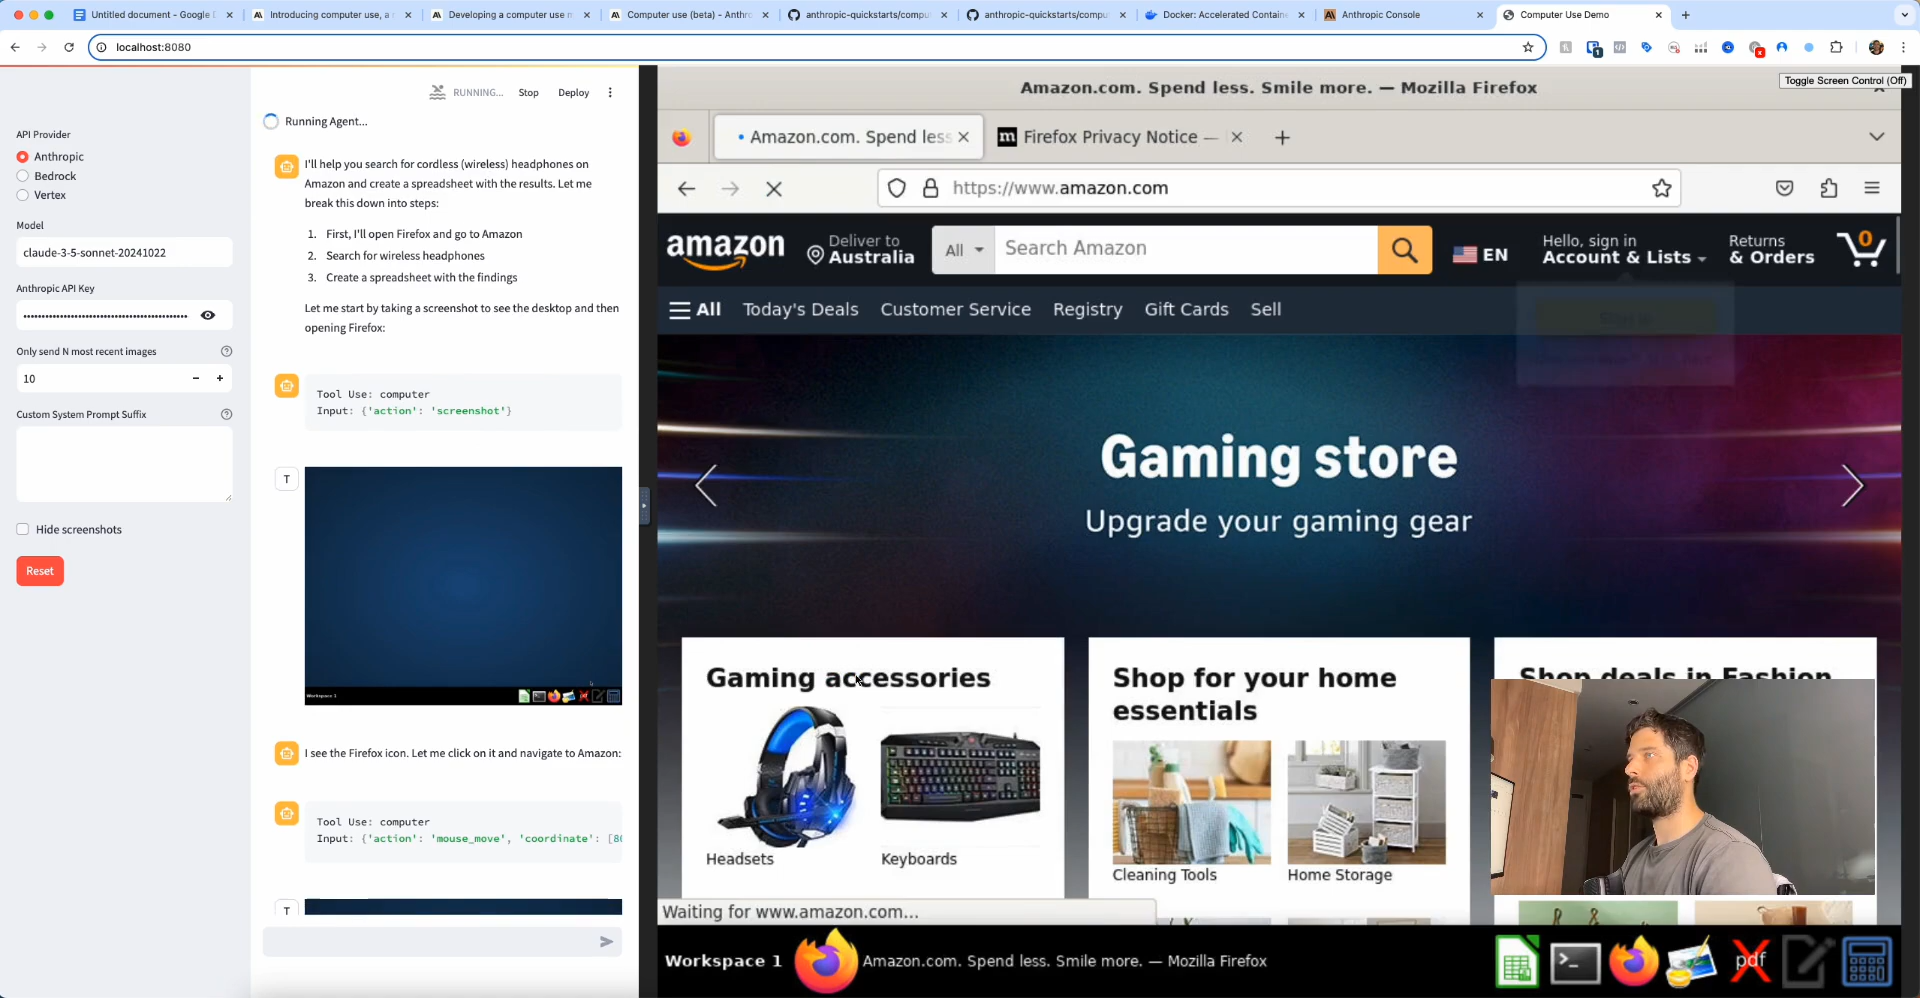 Untitled document - Google
Introducing computer use, a
Developing a computer use m
Computer use (beta) - Anthr
anthropic-quickstarts/compu
anthropic-quickstarts/compu
Docker: Accelerated Containe
Anthropic Console
Computer Use Demo
localhost:8080
RUNNING...
Stop
Deploy
Running Agent...
API Provider
Anthropic
Bedrock
Vertex
Model
claude-3-5-sonnet-20241022
Anthropic API Key
Only send N most recent images
10
Custom System Prompt Suffix
Hide screenshots
Reset
I'll help you search for cordless (wireless) headphones on
Amazon and create a spreadsheet with the results. Let me
break this down into steps:
1. First, I'll open Firefox and go to Amazon
2. Search for wireless headphones
3. Create a spreadsheet with the findings
Let me start by taking a screenshot to see the desktop and then
opening Firefox:
Tool Use: computer
Input: {'action': 'screenshot'}
T
Workspace 1
I see the Firefox icon. Let me click on it and navigate to Amazon:
Tool Use: computer
Input: {'action': 'mouse_move', 'coordinate': [80
T
Amazon.com. Spend less. Smile more. — Mozilla Firefox
Toggle Screen Control (Off)
Amazon.com. Spend less
Firefox Privacy Notice —
https://www.amazon.com
amazon
Deliver to
Australia
All
Search Amazon
EN
Hello, sign in
Account & Lists
Returns
& Orders
0
All
Today's Deals
Customer Service
Registry
Gift Cards
Sell
Gaming store
Upgrade your gaming gear
Gaming accessories
Headsets
Keyboards
Shop for your home
essentials
Cleaning Tools
Home Storage
Shop deals in Fashion
Waiting for www.amazon.com...
Workspace 1
Amazon.com. Spend less. Smile more. — Mozilla Firefox
pdf